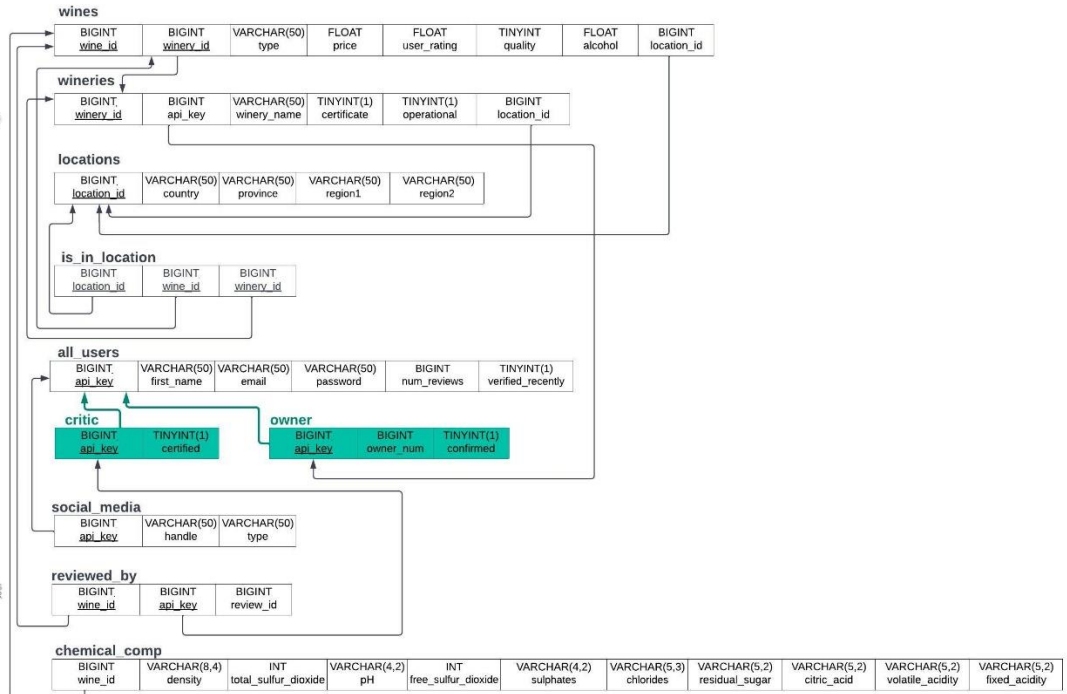 wines
BIGINT BIGINT VARCHAR(50) FLOAT FLOAT TINYINT FLOAT BIGINT
wine_id winery_id type price user_rating quality alcohol location_id
wineries
BIGINT BIGINT VARCHAR(50) TINYINT(1) TINYINT(1) BIGINT
winery_id api_key winery_name certificate operational location_id
locations
BIGINT VARCHAR(50) VARCHAR(50) VARCHAR(50) VARCHAR(50)
location_id country province region1 region2
is_in_location
BIGINT BIGINT BIGINT
location_id wine_id winery_id
all_users
BIGINT VARCHAR(50) VARCHAR(50) VARCHAR(50) BIGINT TINYINT(1)
api_key first_name email password num_reviews verified_recently
critic owner
BIGINT TINYINT(1) BIGINT BIGINT TINYINT(1)
api_key certified api_key owner_num confirmed
social_media
BIGINT VARCHAR(50) VARCHAR(50)
api_key handle type
reviewed_by
BIGINT BIGINT BIGINT
wine_id api_key review_id
chemical_comp
BIGINT VARCHAR(8,4) INT VARCHAR(4,2) INT VARCHAR(4,2) VARCHAR(5,3) VARCHAR(5,2) VARCHAR(5,2) VARCHAR(5,2) VARCHAR(5,2)
wine_id density total_sulfur_dioxide pH free_sulfur_dioxide sulphates chlorides residual_sugar citric_acid volatile_acidity fixed_acidity